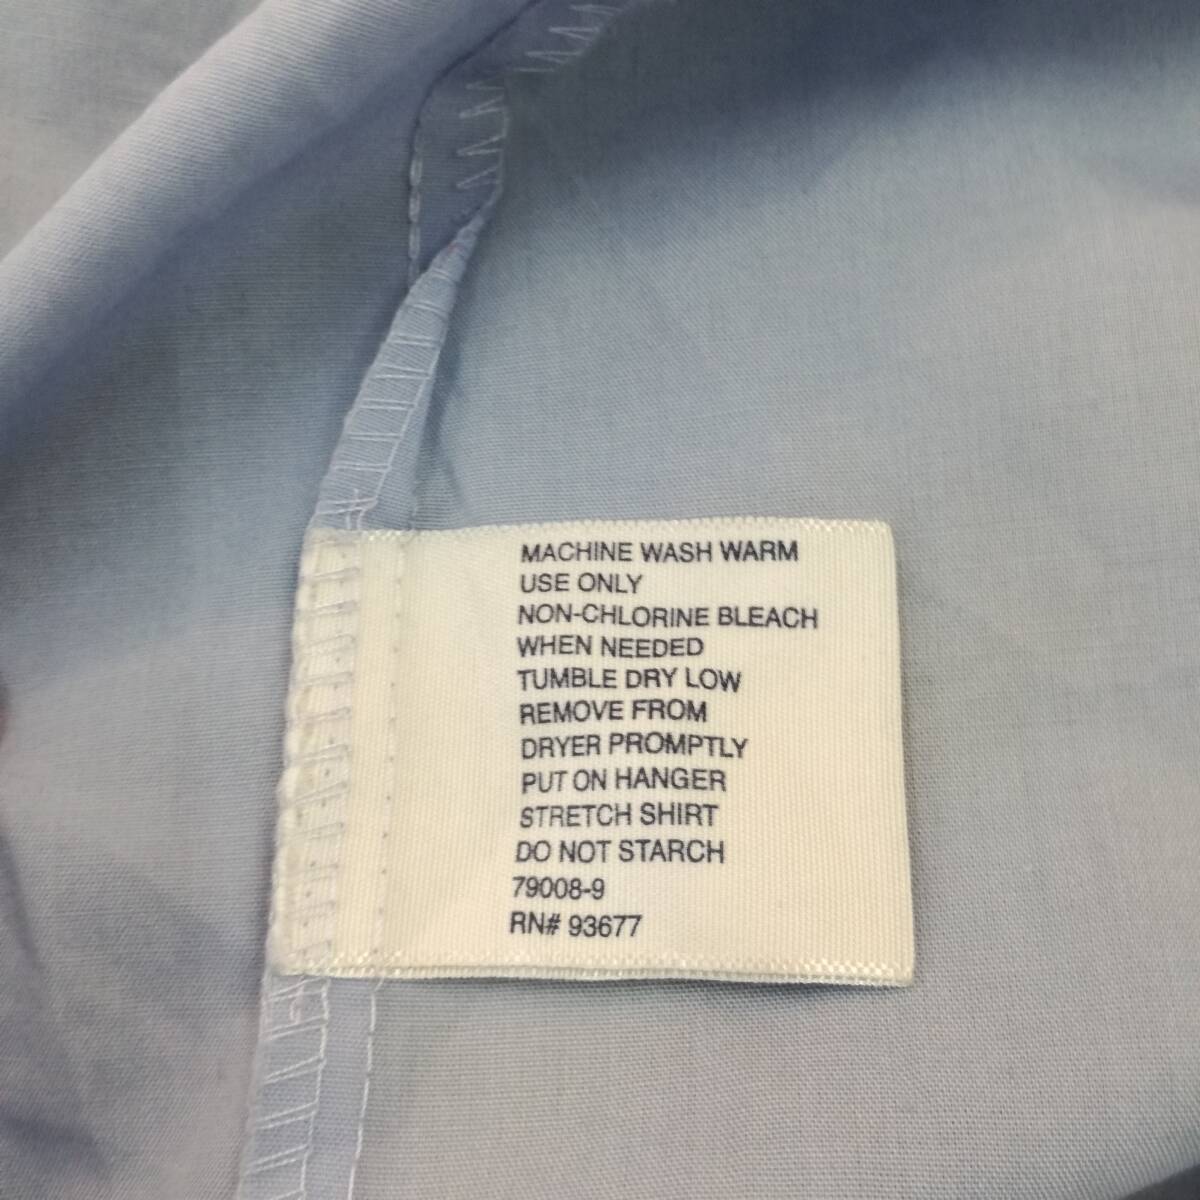 MACHINE WASH WARM
USE ONLY
NON-CHLORINE BLEACH
WHEN NEEDED
TUMBLE DRY LOW
REMOVE FROM
DRYER PROMPTLY
PUT ON HANGER
STRETCH SHIRT
DO NOT STARCH
79008-9
RN# 93677